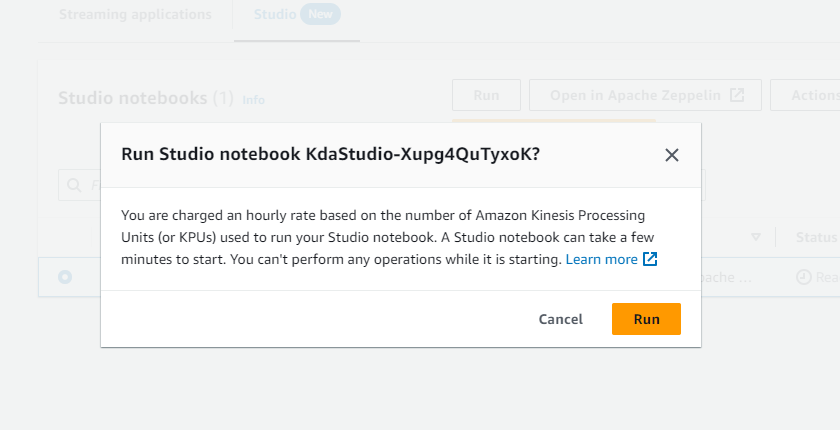 Streaming applications
Studio New
Studio notebooks (1) Info
Run
Open in Apache Zeppelin
Actions
Run Studio notebook KdaStudio-Xupg4QuTyxoK?
You are charged an hourly rate based on the number of Amazon Kinesis Processing
Units (or KPUs) used to run your Studio notebook. A Studio notebook can take a few
minutes to start. You can't perform any operations while it is starting. Learn more
Status
Cancel
Run